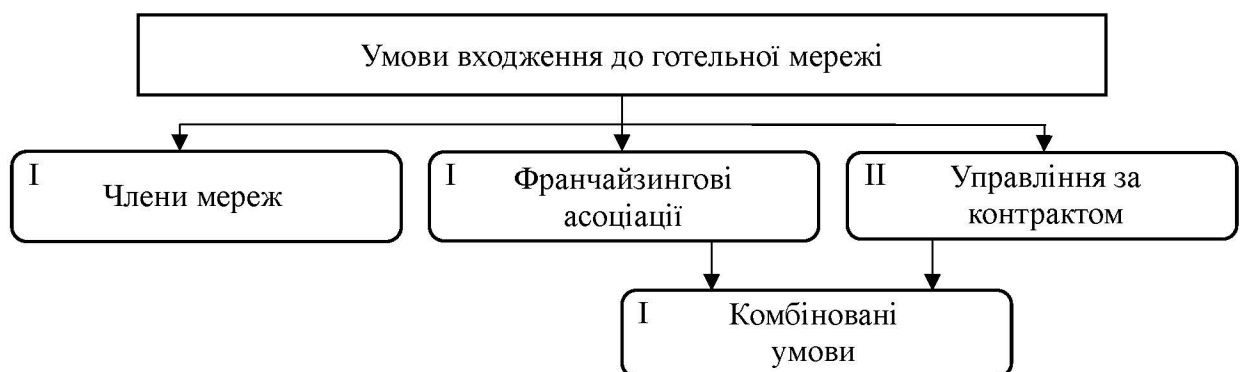 Умови входження до готельної мережі
I
Члени мереж
I
Франчайзингові
асоціації
II
Управління за
контрактом
I
Комбіновані
умови